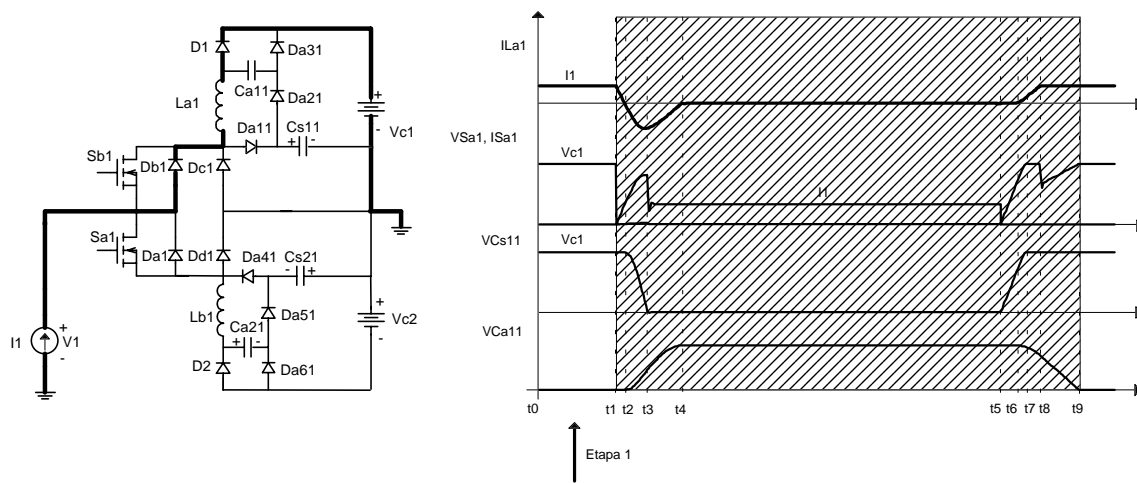 D1
Da31
Ca11
La1
Da21
+
Vc1
-
Da11
Cs11
+ -
Sb1
Db1
Dc1
Sa1
Da1
Dd1
Da41
Cs21
- +
Lb1
Da51
+
Vc2
-
Ca21
+ -
D2
Da61
I1
+
V1
-
ILa1
I1
VSa1, ISa1
Vc1
I1
VCs11
Vc1
VCa11
t0
t1
t2
t3
t4
t5
t6
t7
t8
t9
Etapa 1